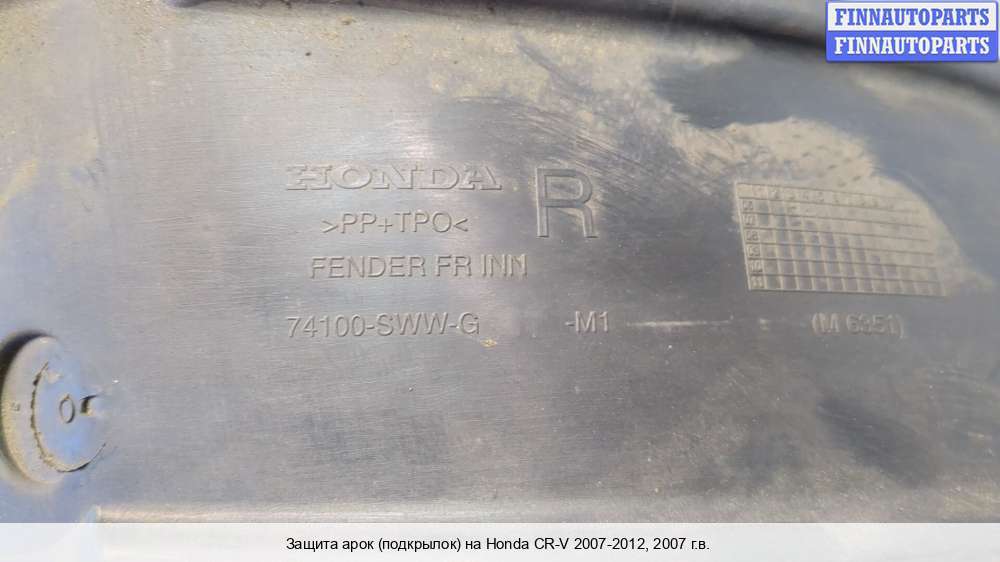 FINNAUTOPARTS
FINNAUTOPARTS
HONDA
R
>PP+TPO<
FENDER FR INN
74100-SWW-G -M1 (M 6351)
Защита арок (подкрылок) на Honda CR-V 2007-2012, 2007 г.в.